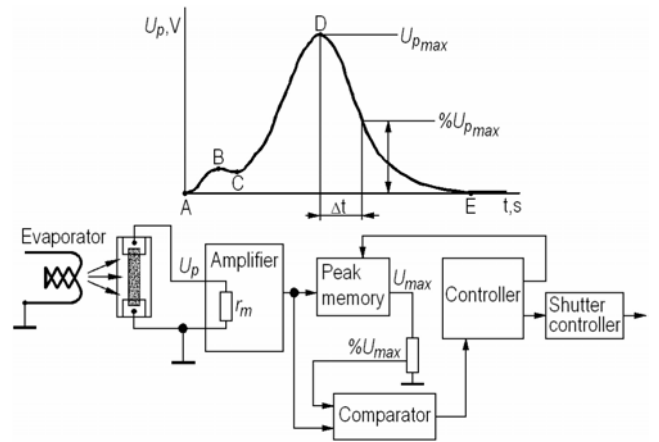 Up,V
D
Upmax
%Upmax
B
C
A
E
t,s
Δt
Evaporator
Up
Amplifier
rm
Peak
memory
Umax
%Umax
Controller
Shutter
controller
Comparator